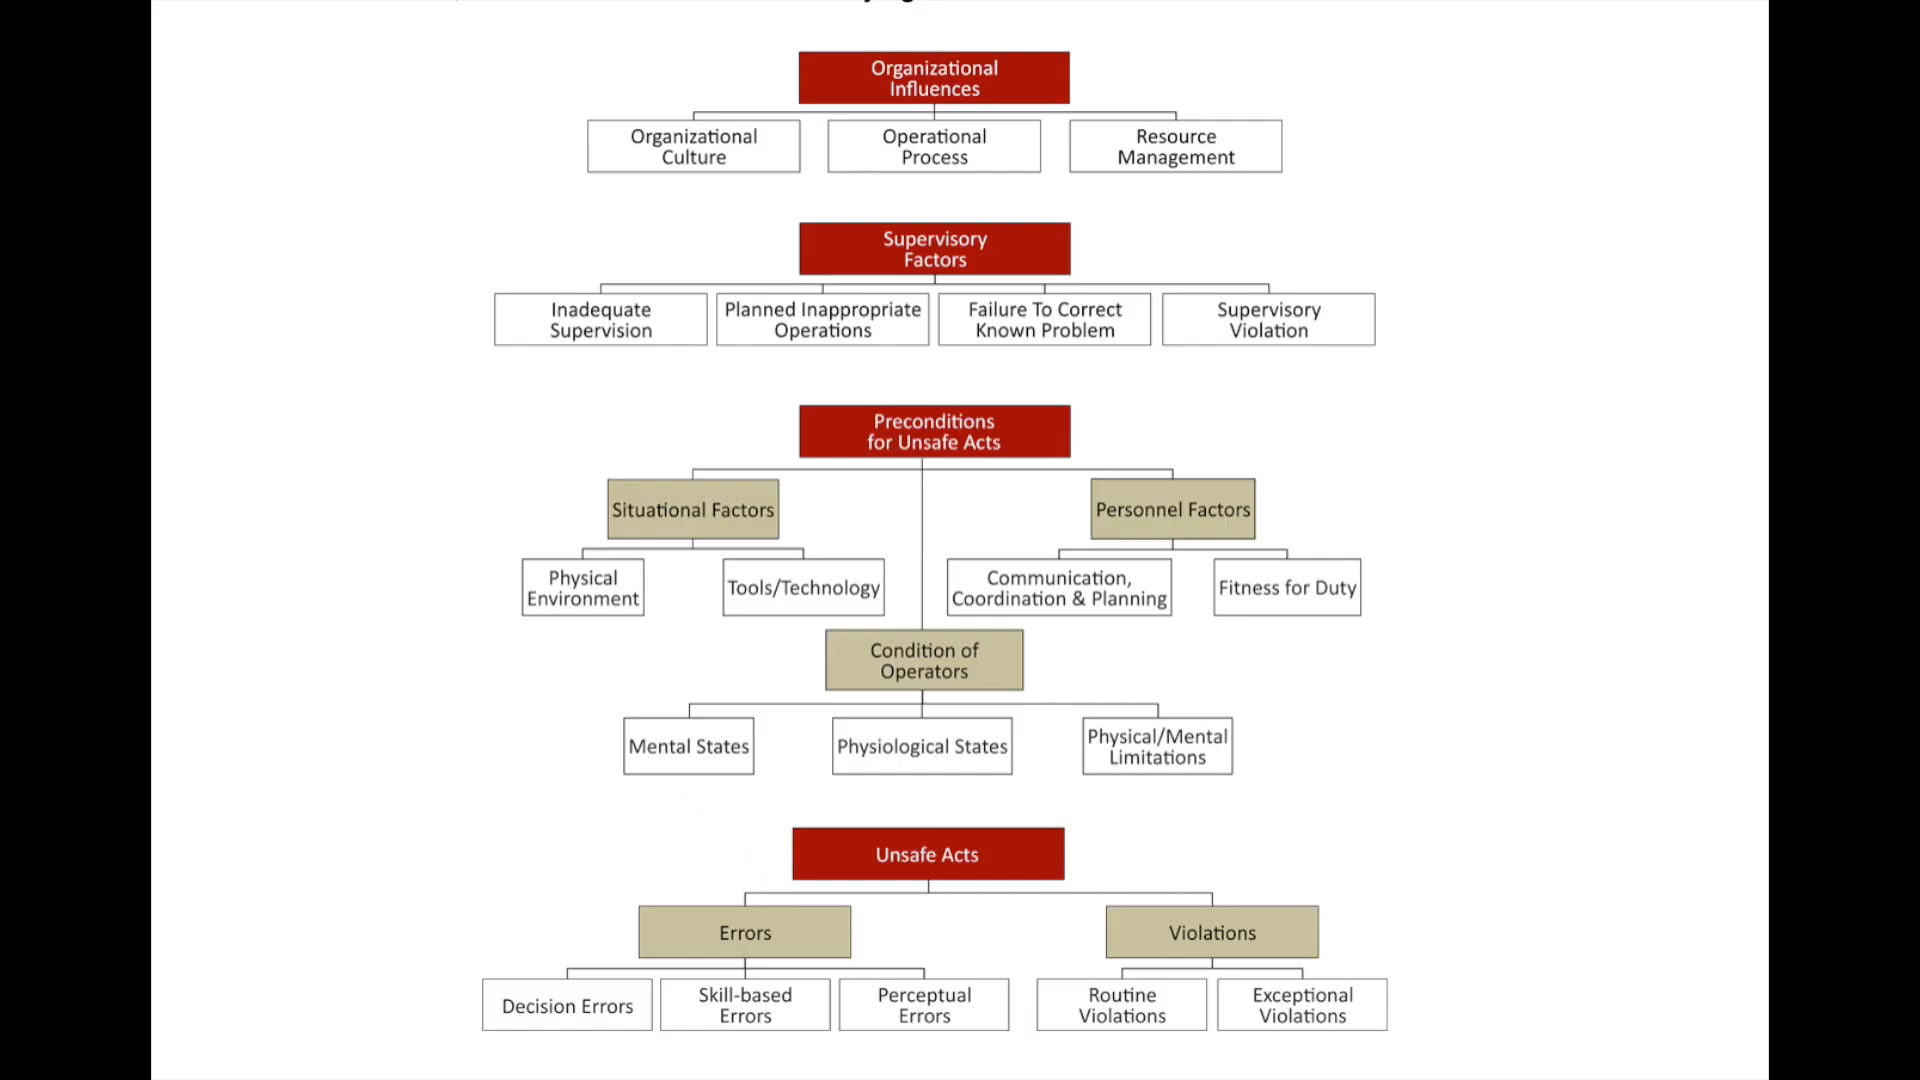 Organizational
Influences
Organizational
Culture
Operational
Process
Resource
Management
Supervisory
Factors
Inadequate
Supervision
Planned Inappropriate
Operations
Failure To Correct
Known Problem
Supervisory
Violation
Preconditions
for Unsafe Acts
Situational Factors
Personnel Factors
Physical
Environment
Tools/Technology
Communication,
Coordination & Planning
Fitness for Duty
Condition of
Operators
Mental States
Physiological States
Physical/Mental
Limitations
Unsafe Acts
Errors
Violations
Decision Errors
Skill-based
Errors
Perceptual
Errors
Routine
Violations
Exceptional
Violations